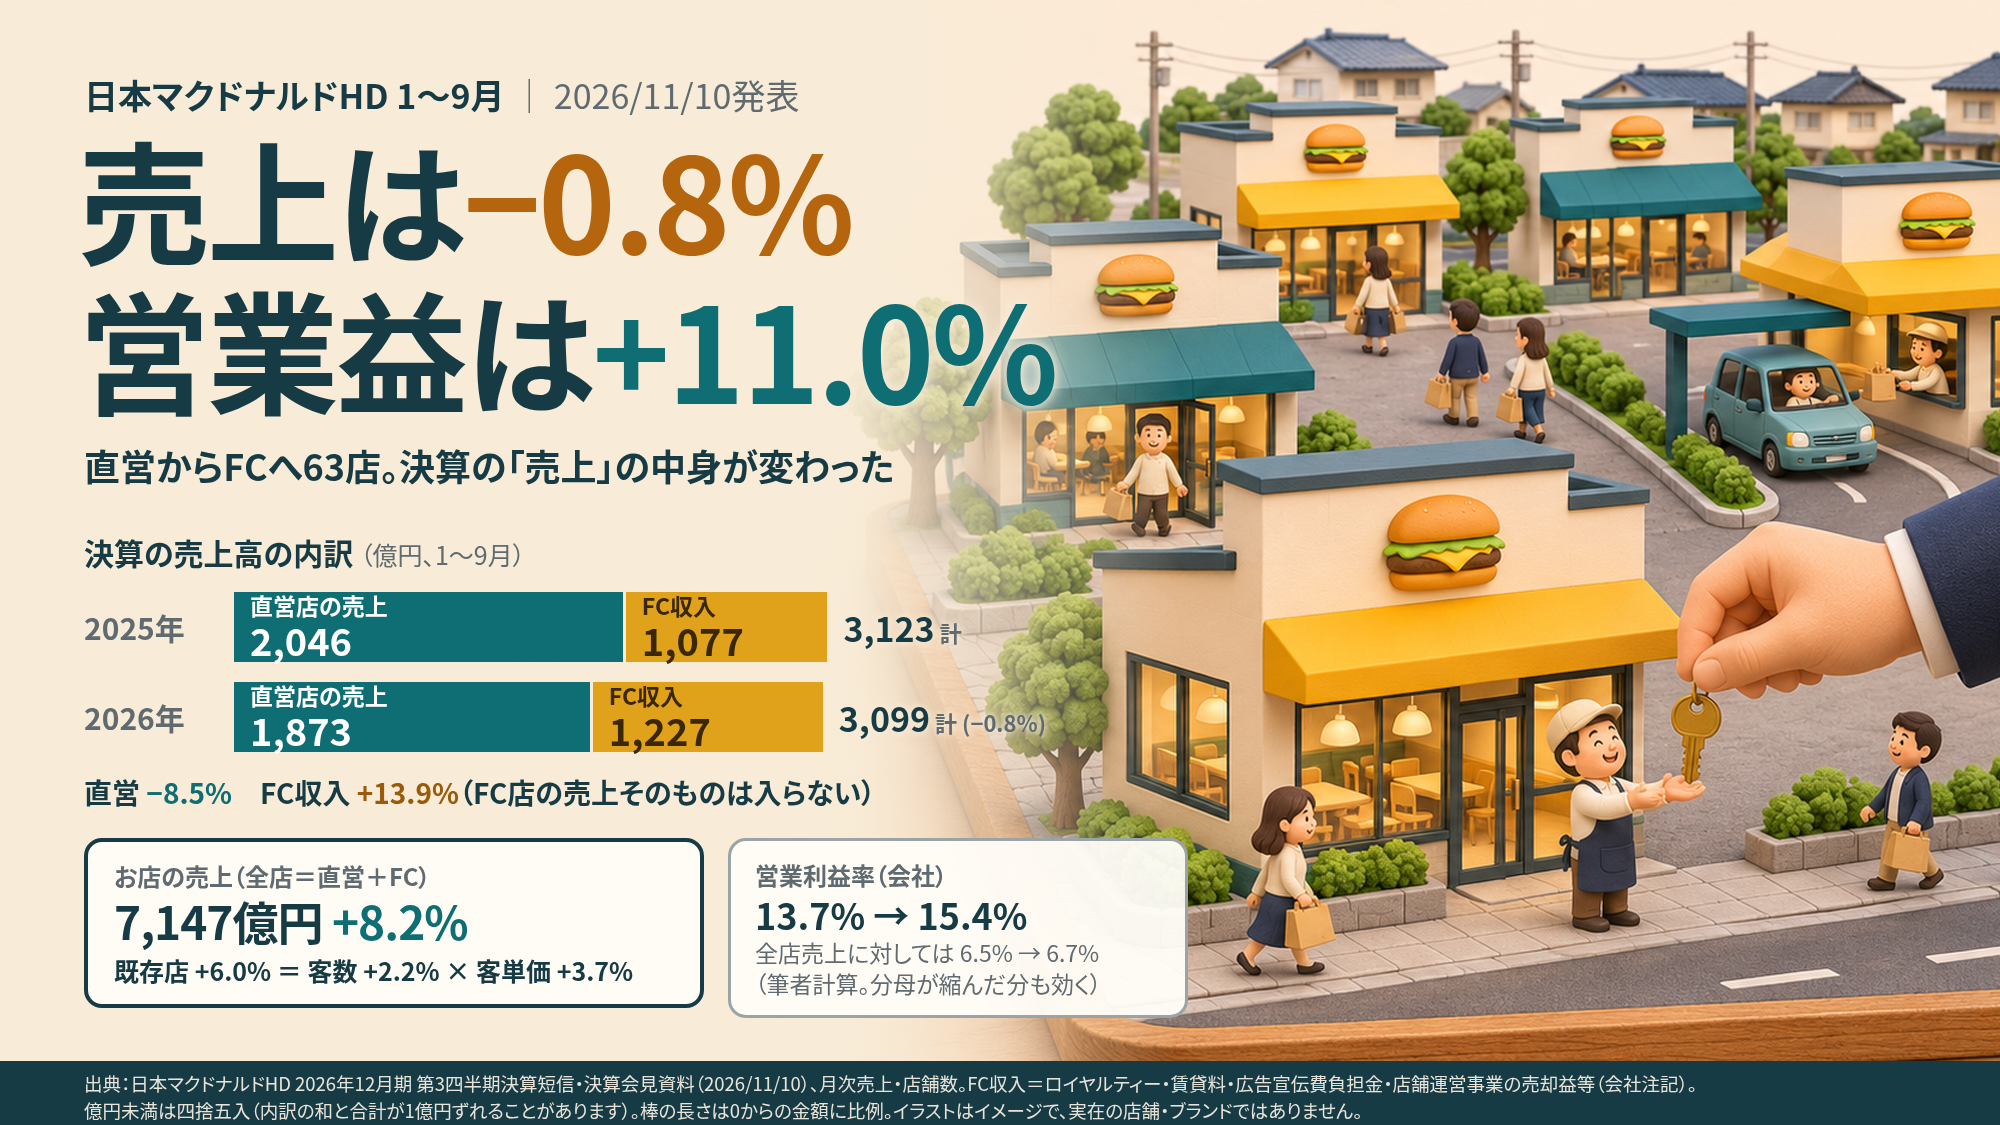 日本マクドナルドHD 1〜9月 | 2026/11/10発表
売上は−0.8%
営業益は+11.0%
直営からFCへ63店。決算の「売上」の中身が変わった
決算の売上高の内訳（億円、1〜9月）
2025年 直営店の売上 2,046 FC収入 1,077 3,123計
2026年 直営店の売上 1,873 FC収入 1,227 3,099計（−0.8%）
直営 −8.5% FC収入 +13.9%（FC店の売上そのものは入らない）
お店の売上（全店＝直営＋FC）
7,147億円 +8.2%
既存店 +6.0% ＝ 客数 +2.2% × 客単価 +3.7%
営業利益率（会社）
13.7% → 15.4%
全店売上に対しては 6.5% → 6.7%
（筆者計算。分母が縮んだ分も効く）
出典：日本マクドナルドHD 2026年12月期 第3四半期決算短信・決算会見資料（2026/11/10）、月次売上・店舗数。FC収入＝ロイヤルティー・賃貸料・広告宣伝費負担金・店舗運営事業の売却益等（会社注記）。
億円未満は四捨五入（内訳の和と合計が1億円ずれることがあります）。棒の長さは0からの金額に比例。イラストはイメージで、実在の店舗・ブランドではありません。